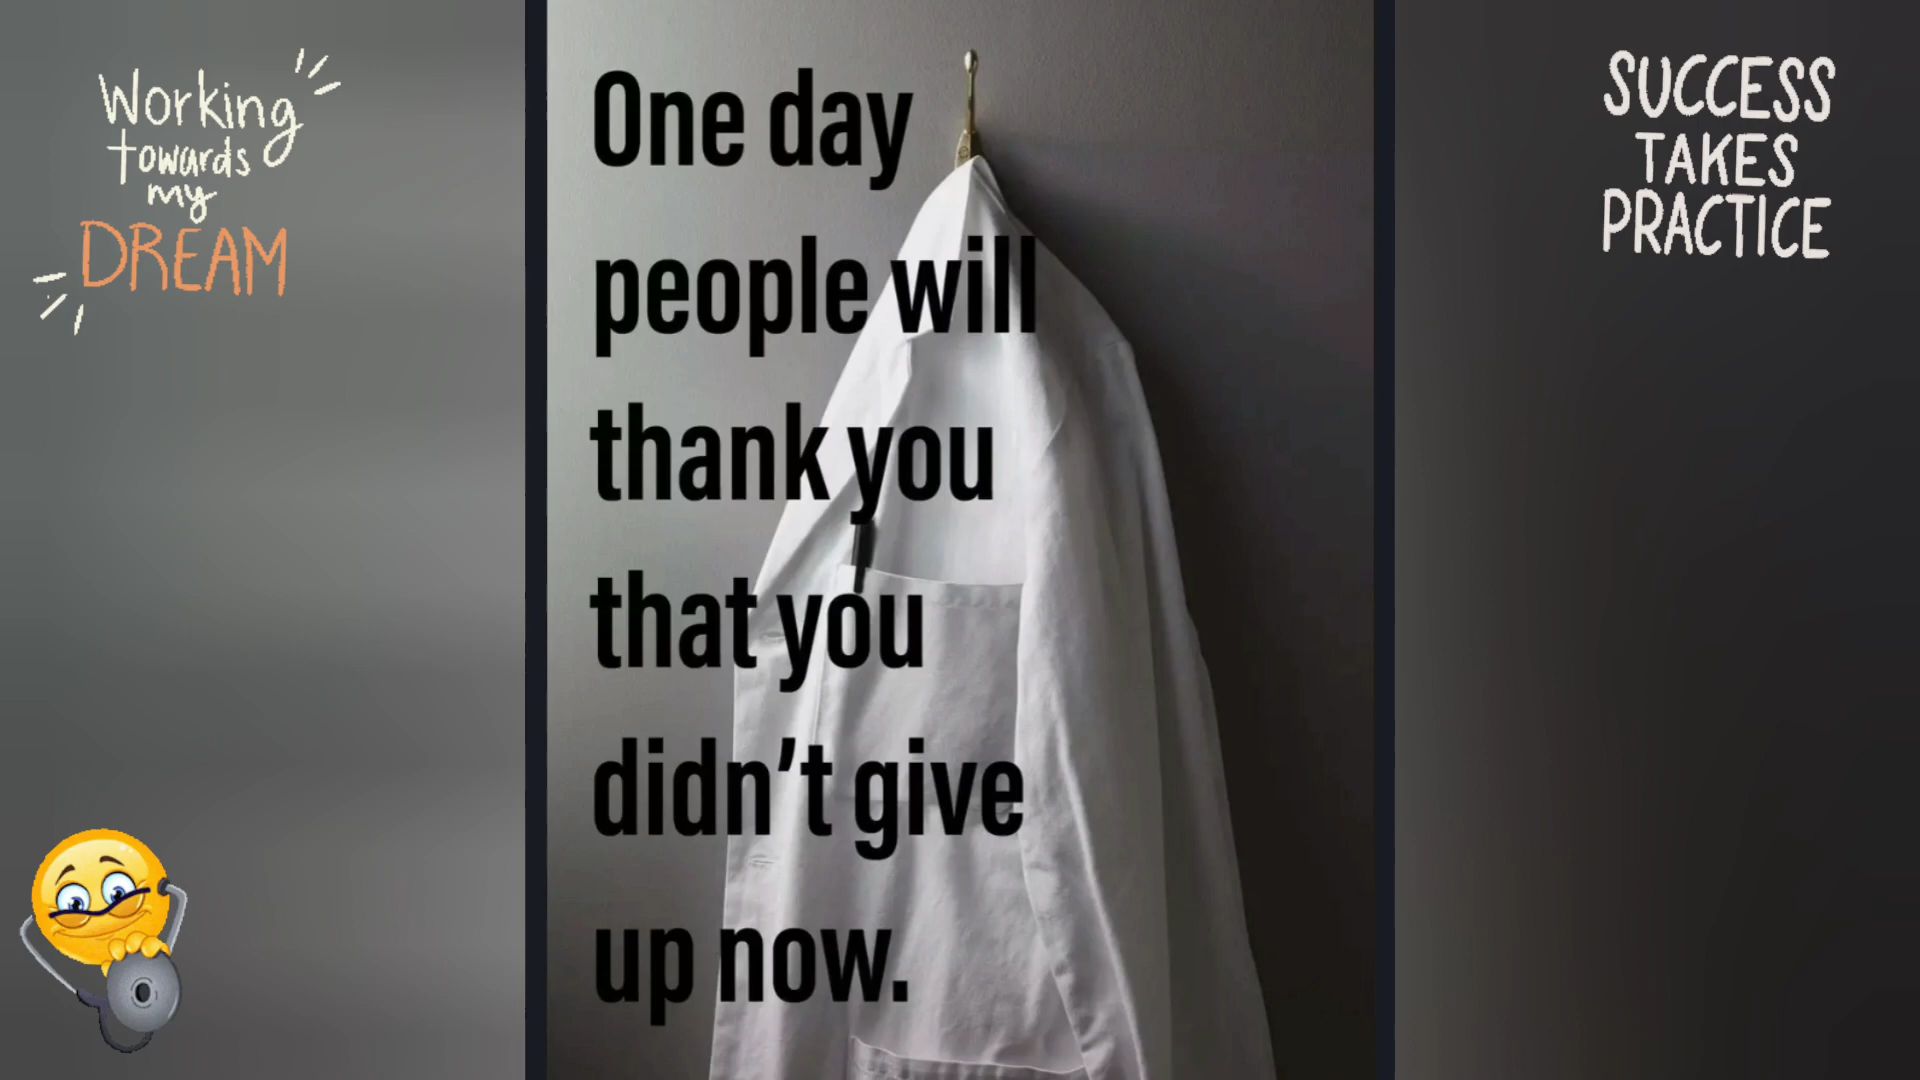 Working
towards
my
DREAM
One day
people will
thank you
that you
didn't give
up now.
SUCCESS
TAKES
PRACTICE